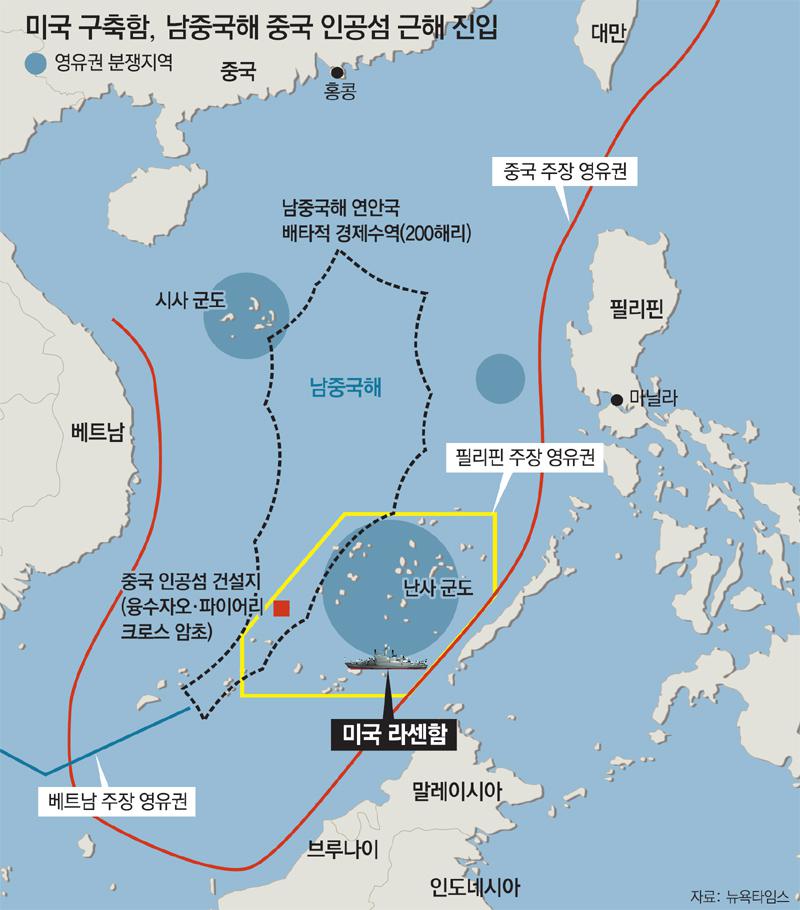 미국 구축함, 남중국해 중국 인공섬 근해 진입
영유권 분쟁지역
중국
홍콩
대만
중국 주장 영유권
남중국해 연안국
배타적 경제수역(200해리)
시사 군도
필리핀
남중국해
마닐라
베트남
필리핀 주장 영유권
중국 인공섬 건설지
(융수자오·파이어리
크로스 암초)
난사 군도
미국 라센함
베트남 주장 영유권
말레이시아
브루나이
인도네시아
자료: 뉴욕타임스